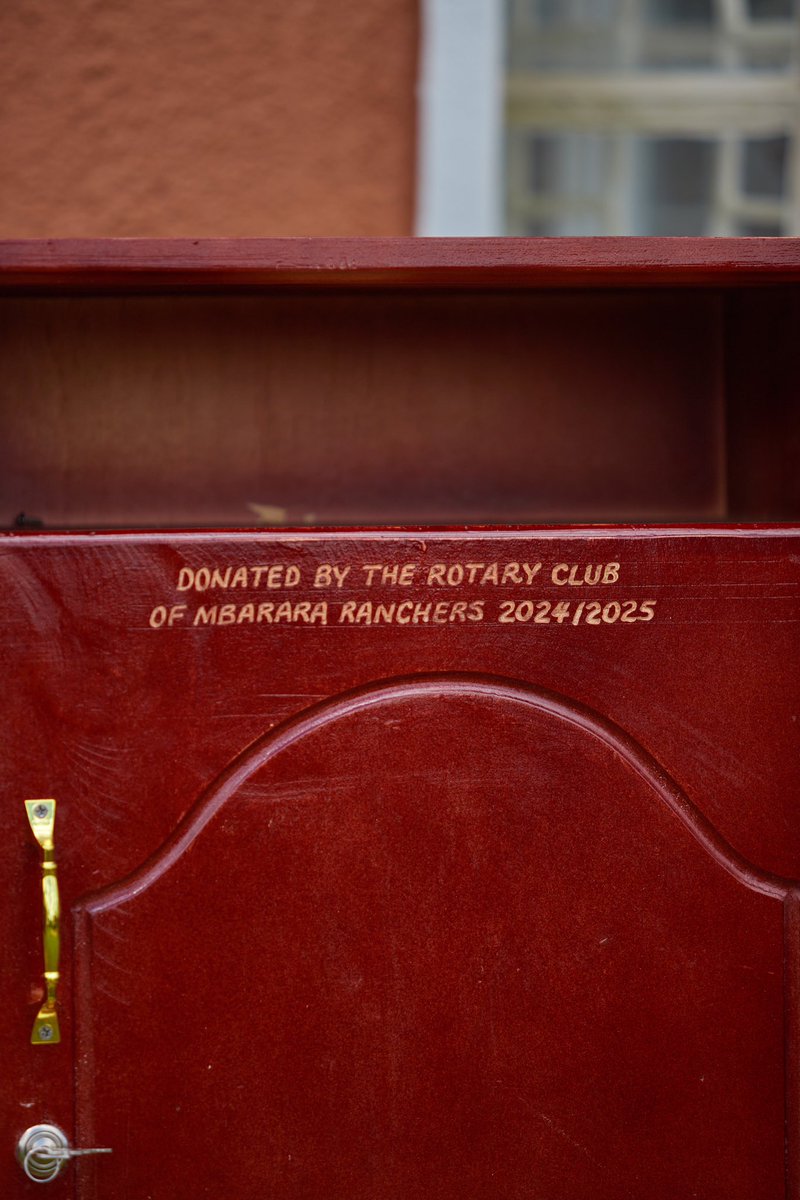 DONATED BY THE ROTARY CLUB
OF MBARARA RANCHERS 2024/2025